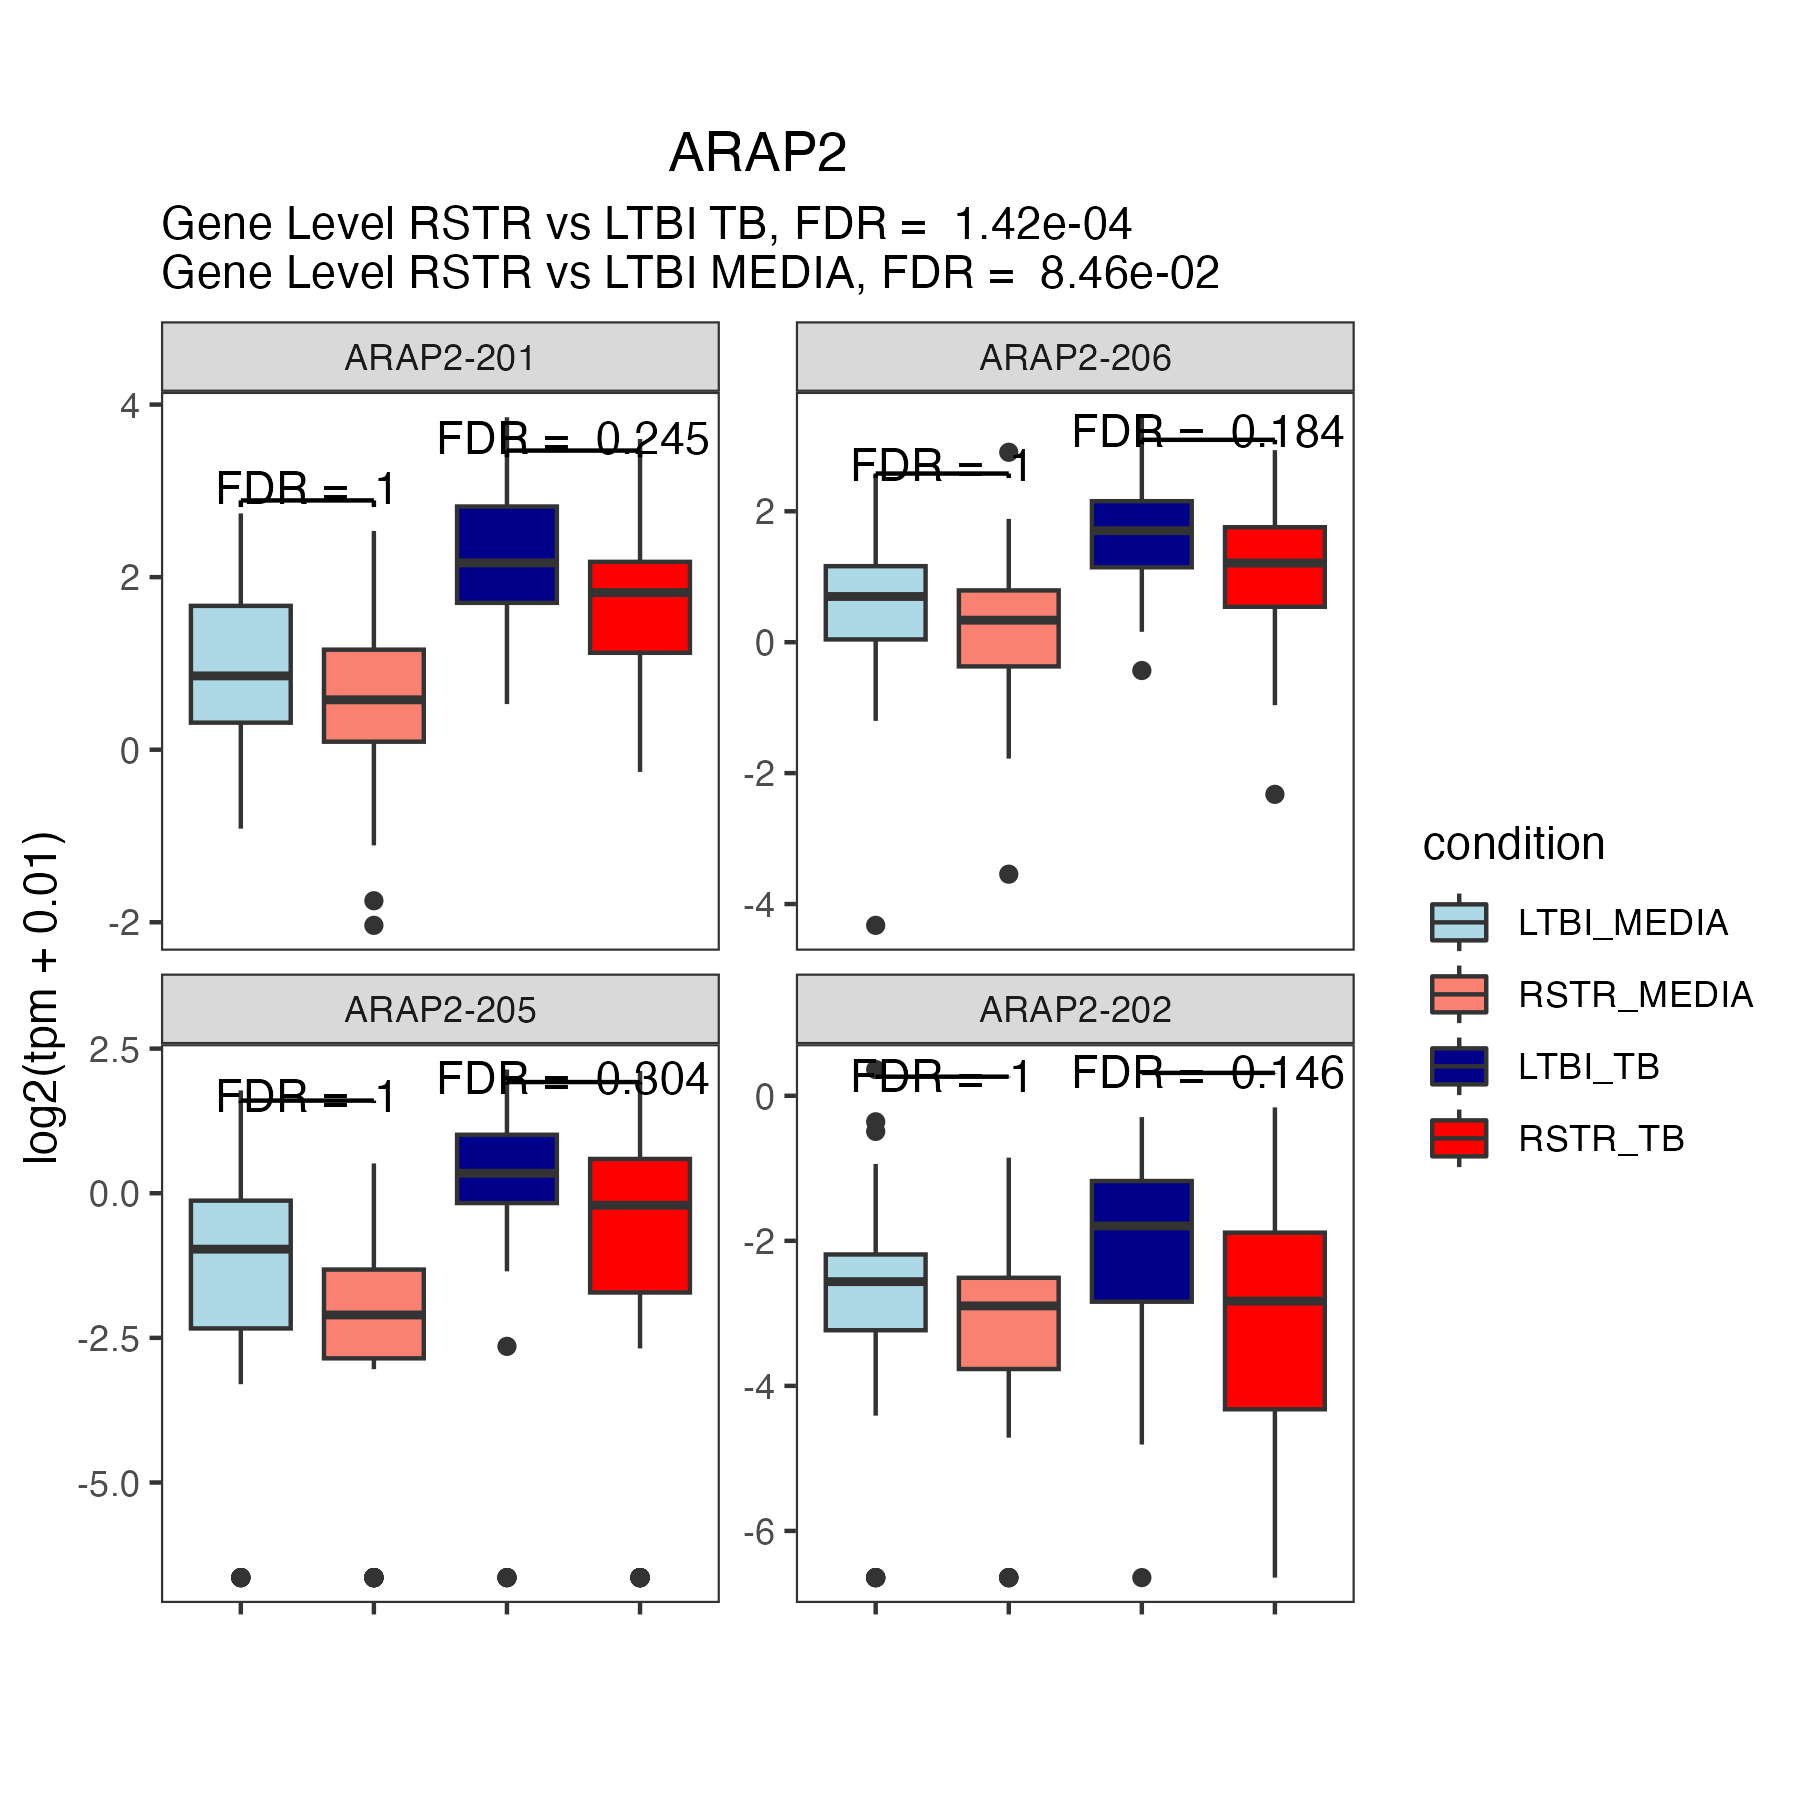 ARAP2
Gene Level RSTR vs LTBI TB, FDR = 1.42e-04
Gene Level RSTR vs LTBI MEDIA, FDR = 8.46e-02
ARAP2-201
4
2
0
-2
FDR = 1
FDR = 0.245
ARAP2-206
2
0
-2
-4
FDR = 1
FDR = 0.184
ARAP2-205
2.5
0.0
-2.5
-5.0
FDR = 1
FDR = 0.304
ARAP2-202
0
-2
-4
-6
FDR = 1
FDR = 0.146
log2(tpm + 0.01)
condition
LTBI_MEDIA
RSTR_MEDIA
LTBI_TB
RSTR_TB